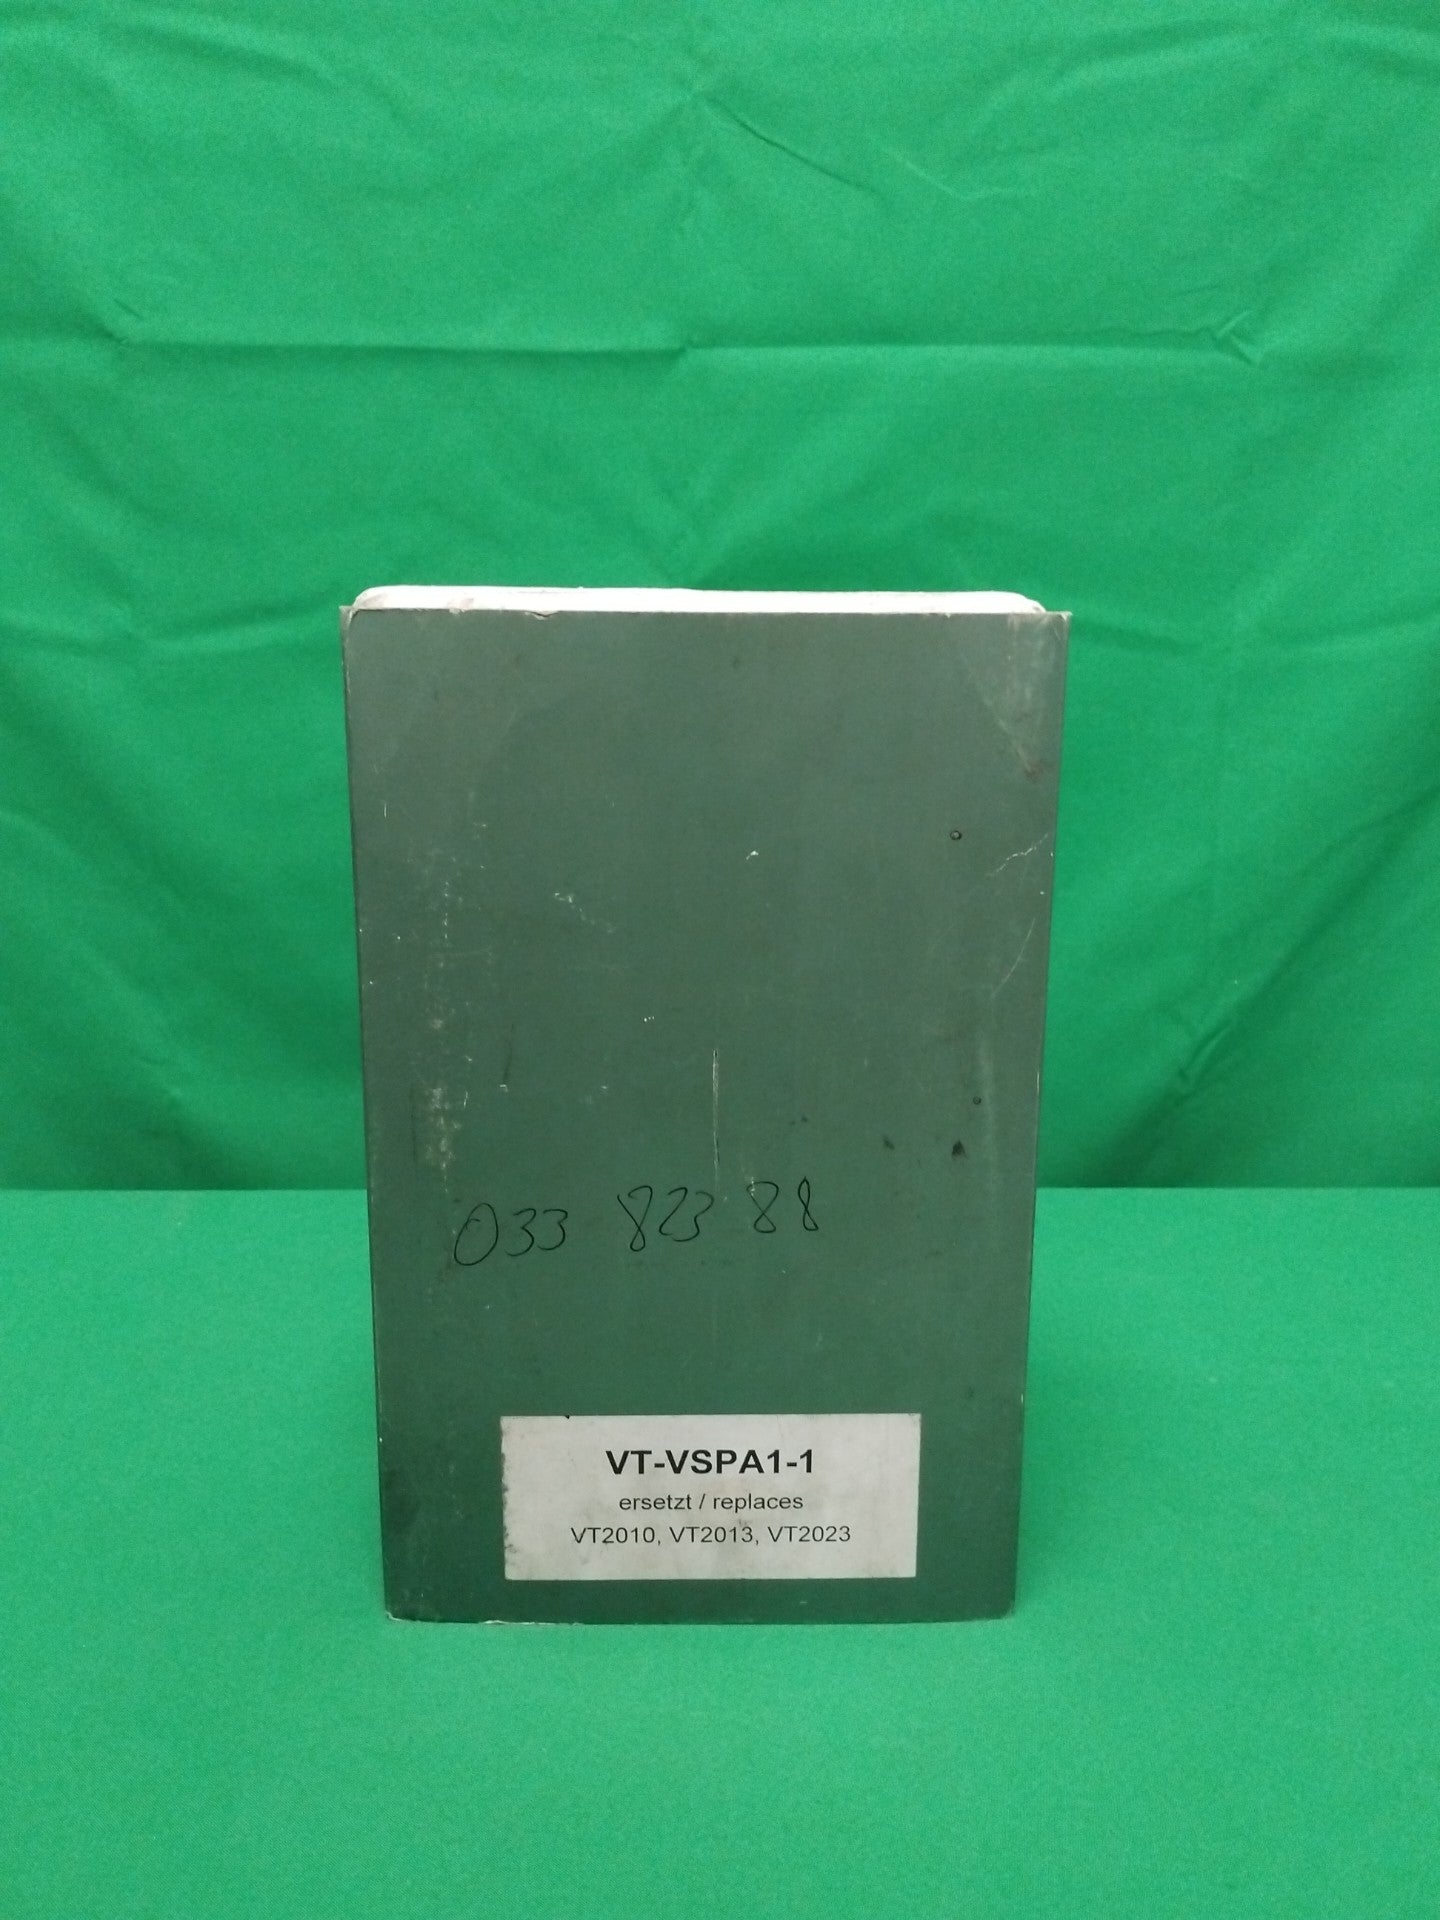 033 823 88
VT-VSPA1-1
ersetzt / replaces
VT2010, VT2013, VT2023